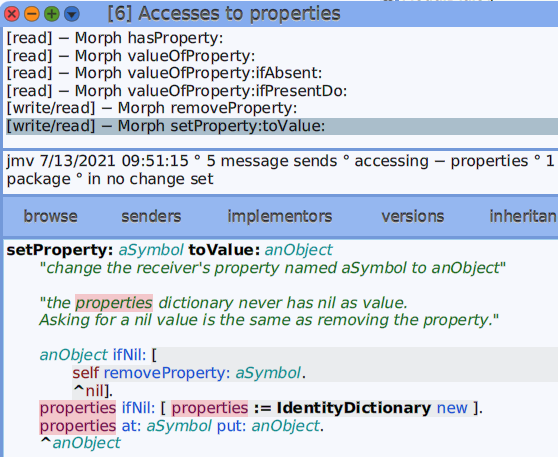 [6] Accesses to properties
[read] − Morph hasProperty:
[read] − Morph valueOfProperty:
[read] − Morph valueOfProperty:ifAbsent:
[read] − Morph valueOfProperty:ifPresentDo:
[write/read] − Morph removeProperty:
[write/read] − Morph setProperty:toValue:
jmv 7/13/2021 09:51:15 ° 5 message sends ° accessing − properties ° 1
package ° in no change set
browse senders implementors versions inheritan
setProperty: aSymbol toValue: anObject
"change the receiver's property named aSymbol to anObject"
"the properties dictionary never has nil as value.
Asking for a nil value is the same as removing the property."
anObject ifNil: [
self removeProperty: aSymbol.
^nil].
properties ifNil: [ properties := IdentityDictionary new ].
properties at: aSymbol put: anObject.
^anObject